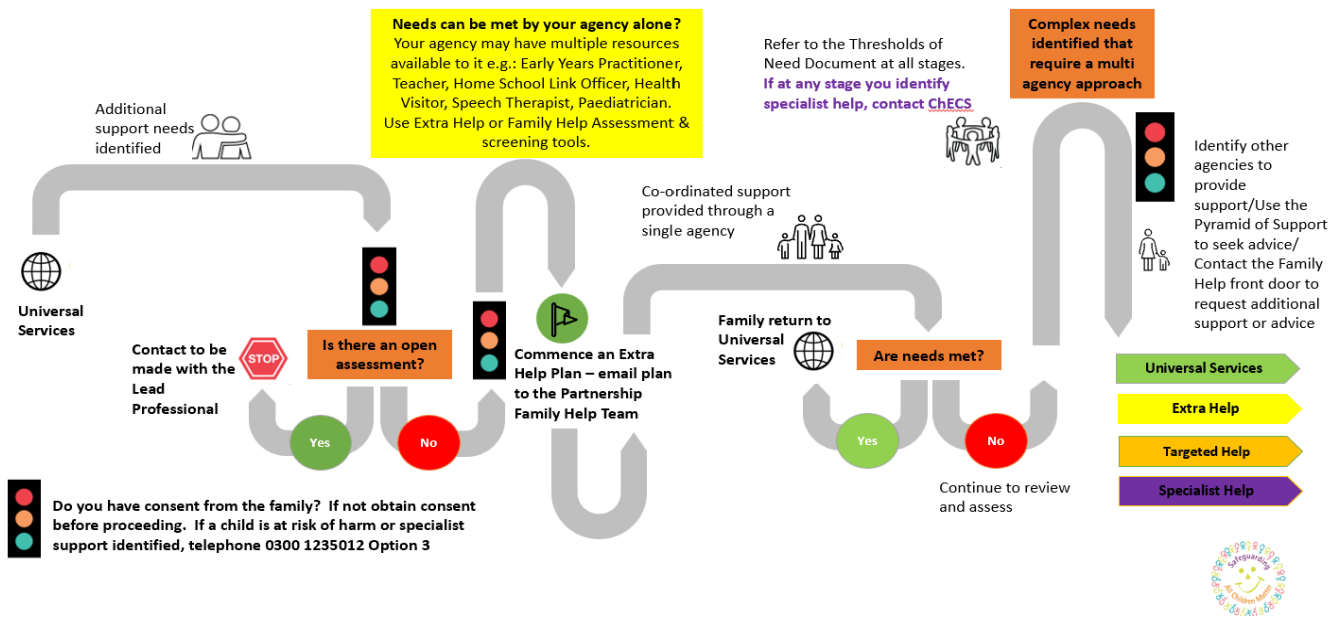 Additional
support needs
identified
Universal
Services
Contact to be
made with the
Lead
Professional
STOP
Is there an open
assessment?
Yes
No
Needs can be met by your agency alone?
Your agency may have multiple resources
available to it e.g.: Early Years Practitioner,
Teacher, Home School Link Officer, Health
Visitor, Speech Therapist, Paediatrician.
Use Extra Help or Family Help Assessment &
screening tools.
Commence an Extra
Help Plan – email plan
to the Partnership
Family Help Team
Co-ordinated support
provided through a
single agency
Family return to
Universal
Services
Are needs met?
Yes
No
Continue to review
and assess
Refer to the Thresholds of
Need Document at all stages.
If at any stage you identify
specialist help, contact ChECS
Complex needs
identified that
require a multi
agency approach
Identify other
agencies to
provide
support/Use the
Pyramid of Support
to seek advice/
Contact the Family
Help front door to
request additional
support or advice
Universal Services
Extra Help
Targeted Help
Specialist Help
Do you have consent from the family?  If not obtain consent
before proceeding.  If a child is at risk of harm or specialist
support identified, telephone 0300 1235012 Option 3
Safeguarding
All Children Matter